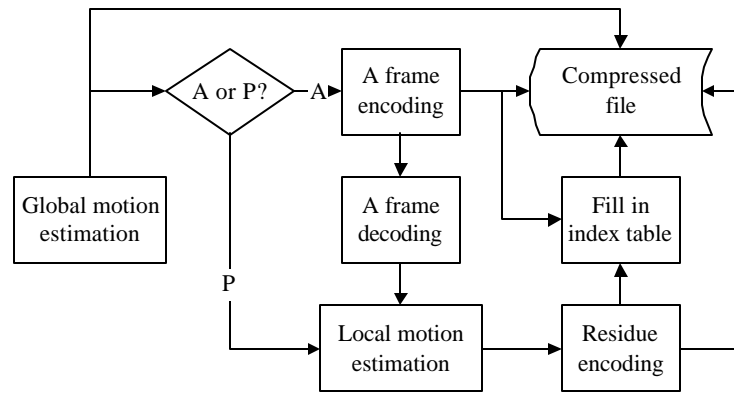 A or P?
A
A frame
encoding
Compressed
file
Global motion
estimation
A frame
decoding
Fill in
index table
P
Local motion
estimation
Residue
encoding